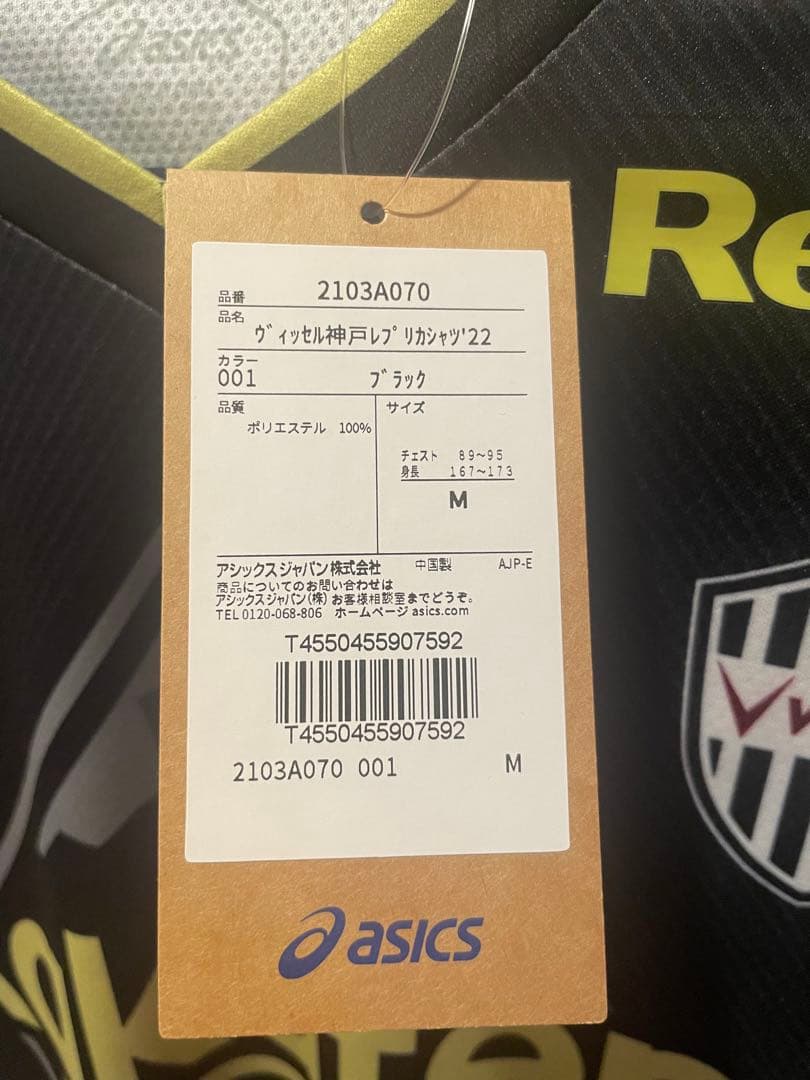 asics
Re
品番 2103A070
品名
ヴィッセル神戸レプリカシャツ'22
カラー
001 ブラック
品質 サイズ
ポリエステル 100%
チェスト 89~95
身長 167~173
M
アシックスジャパン株式会社 中国製 AJP-E
商品についてのお問い合わせは
アシックスジャパン(株)お客様相談室までどうぞ。
TEL 0120-068-806 ホームページ asics.com
T4550455907592
T4550455907592
2103A070 001 M
asics